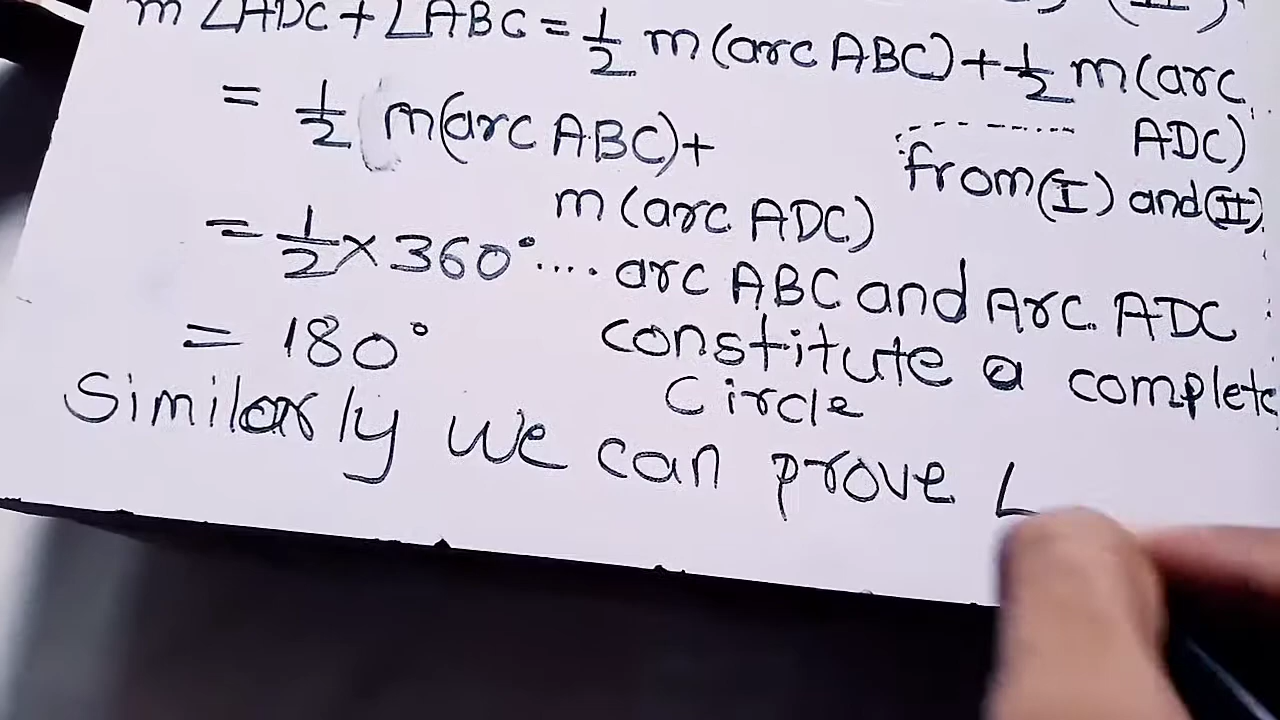 (II)
m∠ADC+∠ABC=1/2 m(arc ABC)+1/2 m(arc
ADC)
= 1/2 m(arc ABC)+
m(arc ADC)
from(I) and(II)
= 1/2×360°.... arc ABC and Arc. ADC
constitute a complete
Circle
= 180°
Similarly we can prove ∠